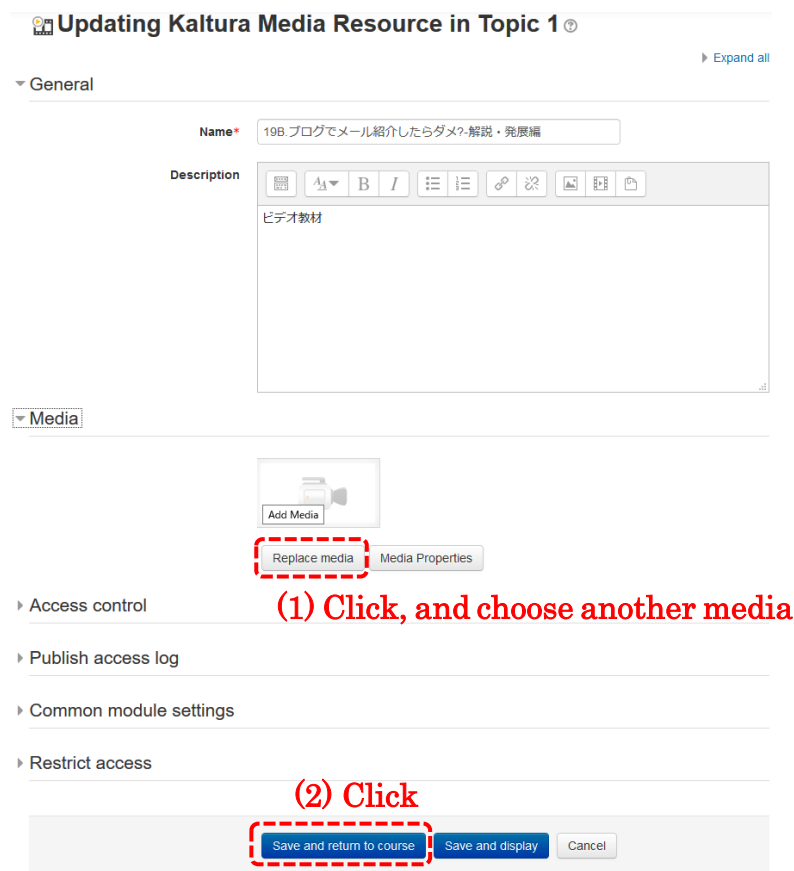 Updating Kaltura Media Resource in Topic 1
Expand all
General
Name*
19B.ブログでメール紹介したらダメ?-解説・発展編
Description
B I
ビデオ教材
Media
Add Media
Replace media Media Properties
Access control
(1) Click, and choose another media
Publish access log
Common module settings
Restrict access
(2) Click
Save and return to course Save and display Cancel